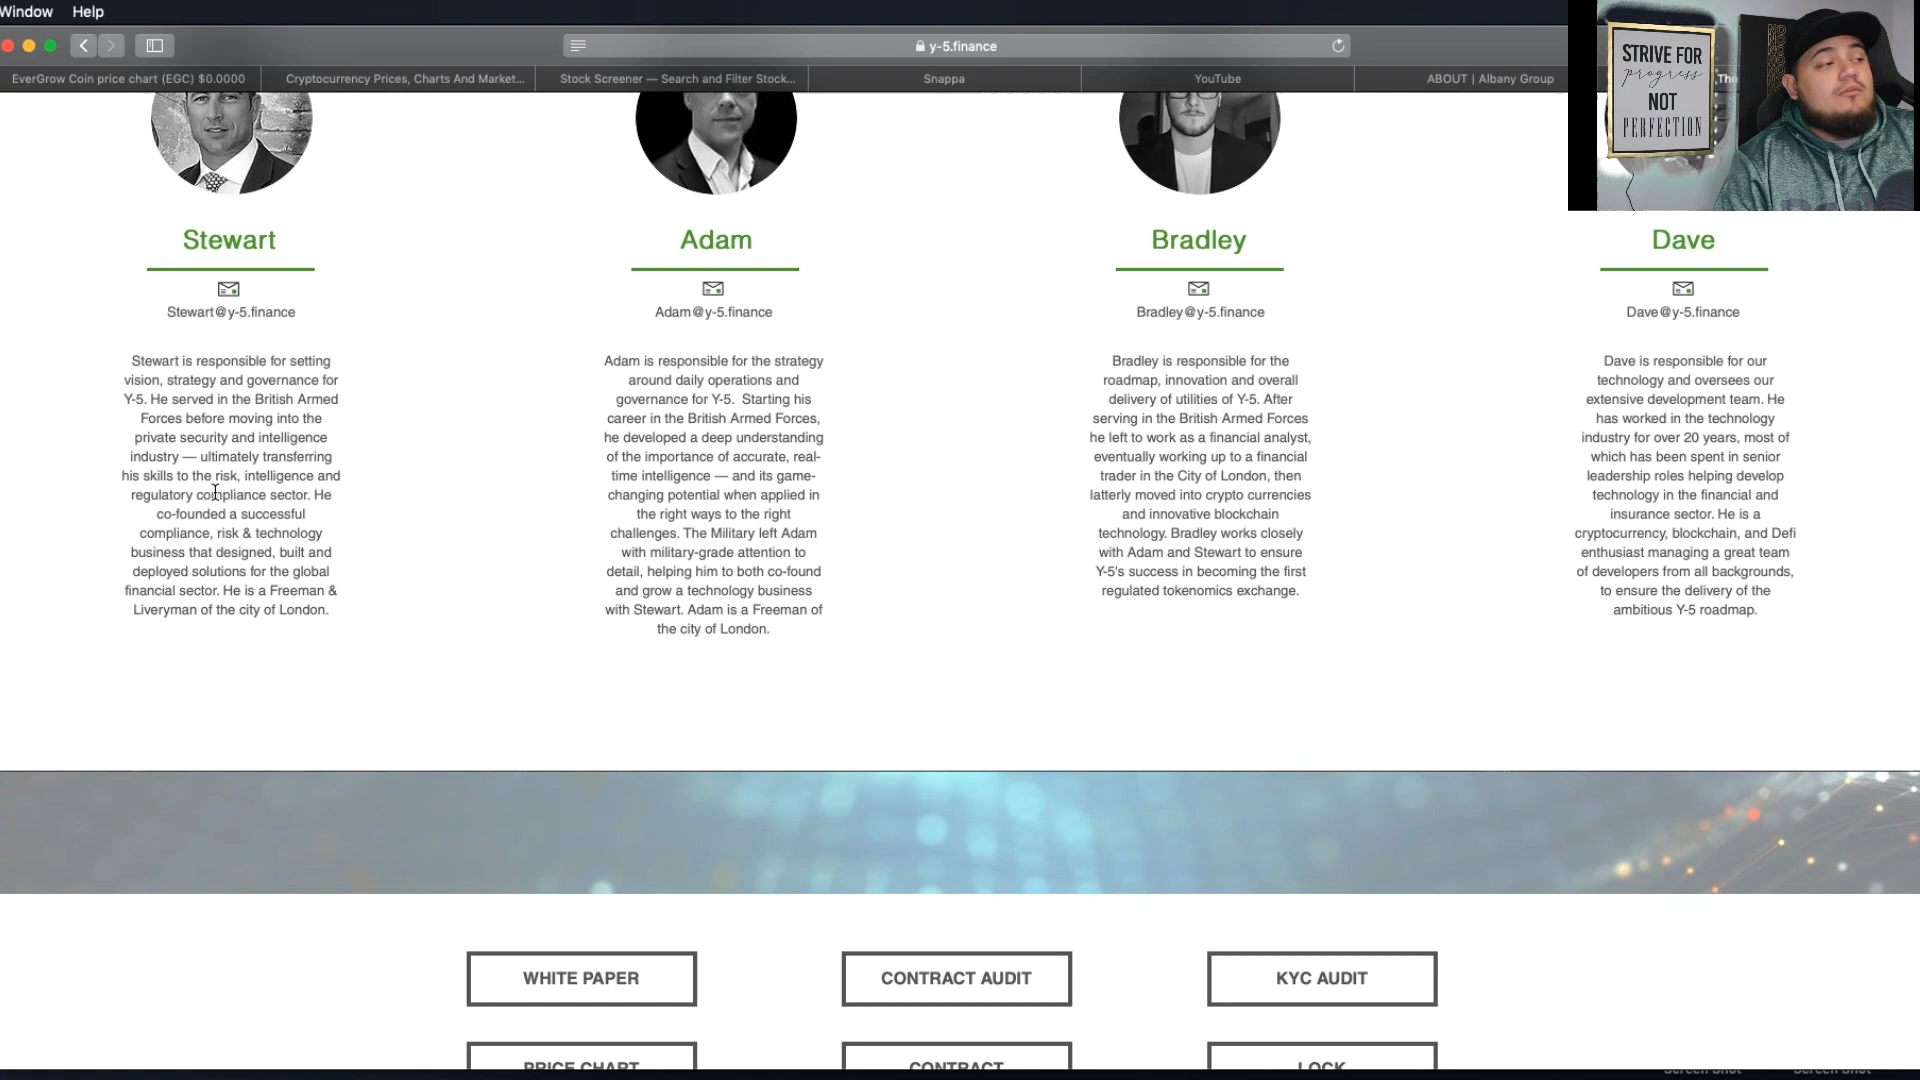 Window Help
y-5.finance
EverGrow Coin price chart (EGC) $0.0000
Cryptocurrency Prices, Charts And Market...
Stock Screener — Search and Filter Stock...
Snappa
YouTube
ABOUT | Albany Group
The
STRIVE FOR
progress
NOT
PERFECTION
Stewart
Stewart@y-5.finance
Stewart is responsible for setting
vision, strategy and governance for
Y-5. He served in the British Armed
Forces before moving into the
private security and intelligence
industry — ultimately transferring
his skills to the risk, intelligence and
regulatory compliance sector. He
co-founded a successful
compliance, risk & technology
business that designed, built and
deployed solutions for the global
financial sector. He is a Freeman &
Liveryman of the city of London.
Adam
Adam@y-5.finance
Adam is responsible for the strategy
around daily operations and
governance for Y-5. Starting his
career in the British Armed Forces,
he developed a deep understanding
of the importance of accurate, real-
time intelligence — and its game-
changing potential when applied in
the right ways to the right
challenges. The Military left Adam
with military-grade attention to
detail, helping him to both co-found
and grow a technology business
with Stewart. Adam is a Freeman of
the city of London.
Bradley
Bradley@y-5.finance
Bradley is responsible for the
roadmap, innovation and overall
delivery of utilities of Y-5. After
serving in the British Armed Forces
he left to work as a financial analyst,
eventually working up to a financial
trader in the City of London, then
latterly moved into crypto currencies
and innovative blockchain
technology. Bradley works closely
with Adam and Stewart to ensure
Y-5's success in becoming the first
regulated tokenomics exchange.
Dave
Dave@y-5.finance
Dave is responsible for our
technology and oversees our
extensive development team. He
has worked in the technology
industry for over 20 years, most of
which has been spent in senior
leadership roles helping develop
technology in the financial and
insurance sector. He is a
cryptocurrency, blockchain, and Defi
enthusiast managing a great team
of developers from all backgrounds,
to ensure the delivery of the
ambitious Y-5 roadmap.
WHITE PAPER
CONTRACT AUDIT
KYC AUDIT
PRICE CHART
CONTRACT
LOCK
Screen Shot
Screen Shot